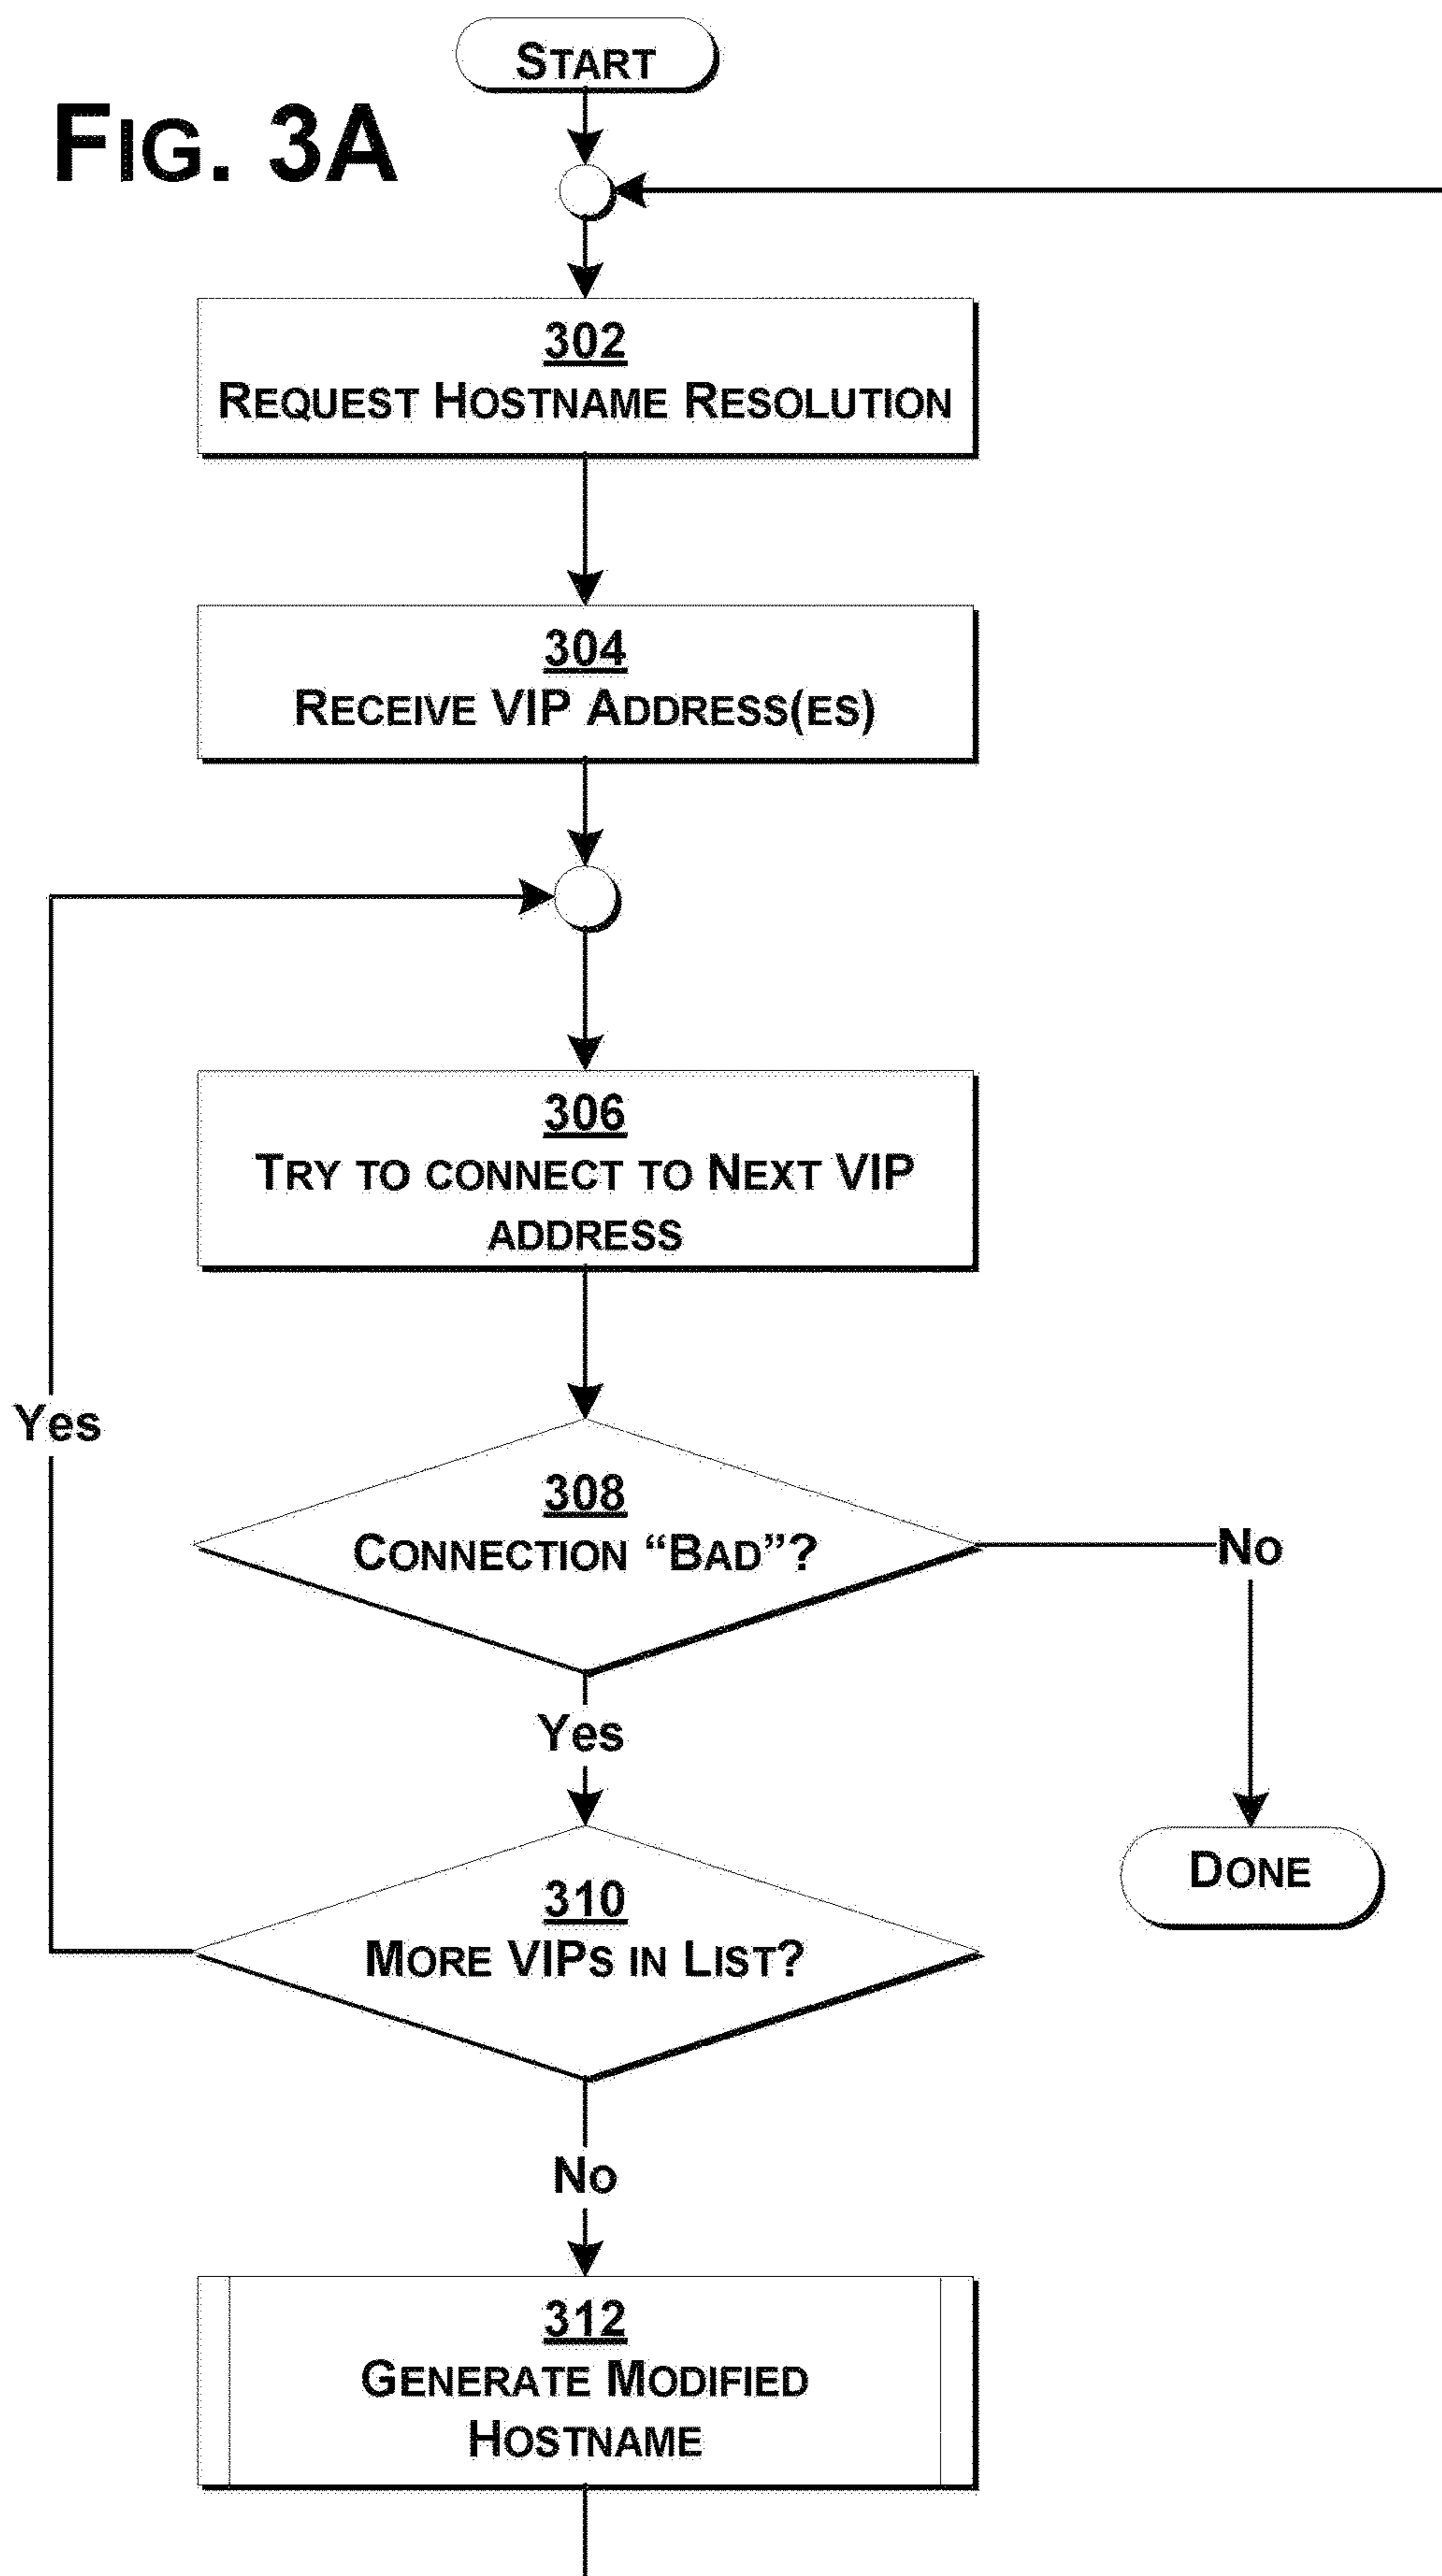 START
FIG. 3A
302
REQUEST HOSTNAME RESOLUTION
304
RECEIVE VIP ADDRESS(ES)
306
TRY TO CONNECT TO NEXT VIP
ADDRESS
Yes
308
CONNECTION “BAD”?
No
Yes
310
MORE VIPS IN LIST?
DONE
No
312
GENERATE MODIFIED
HOSTNAME